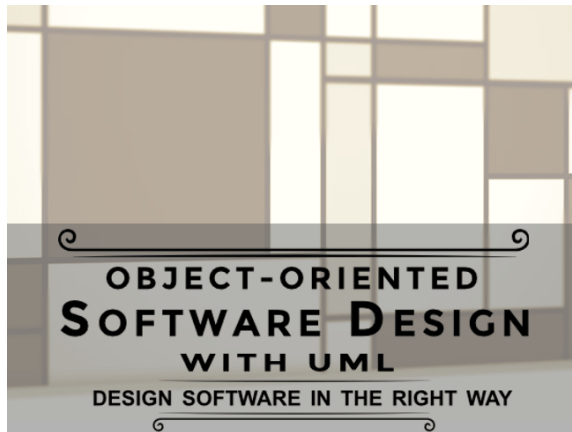 OBJECT-ORIENTED
SOFTWARE DESIGN
WITH UML
DESIGN SOFTWARE IN THE RIGHT WAY